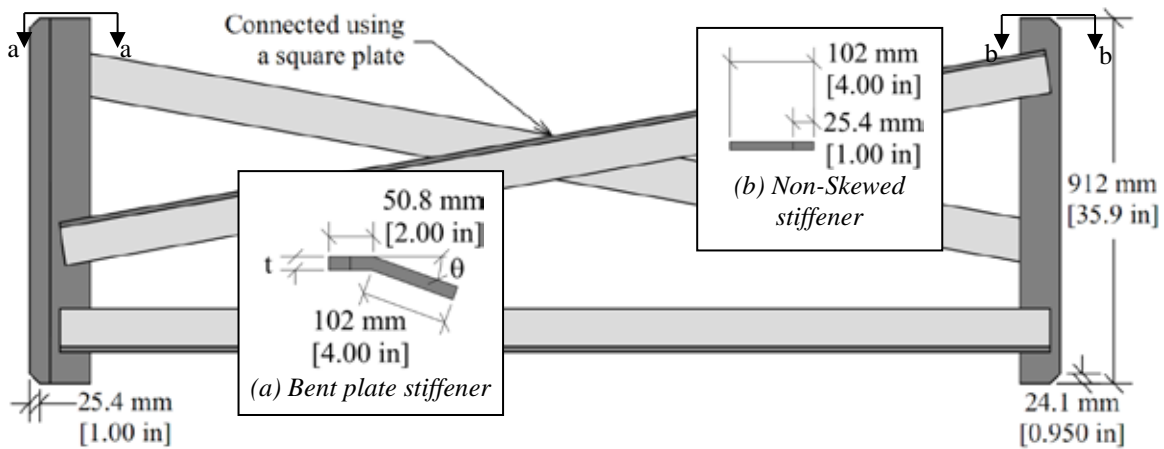 a
a
Connected using
a square plate
102 mm
[4.00 in]
25.4 mm
[1.00 in]
(b) Non-Skewed
stiffener
b
b
912 mm
[35.9 in]
50.8 mm
[2.00 in]
t
θ
102 mm
[4.00 in]
(a) Bent plate stiffener
25.4 mm
[1.00 in]
24.1 mm
[0.950 in]